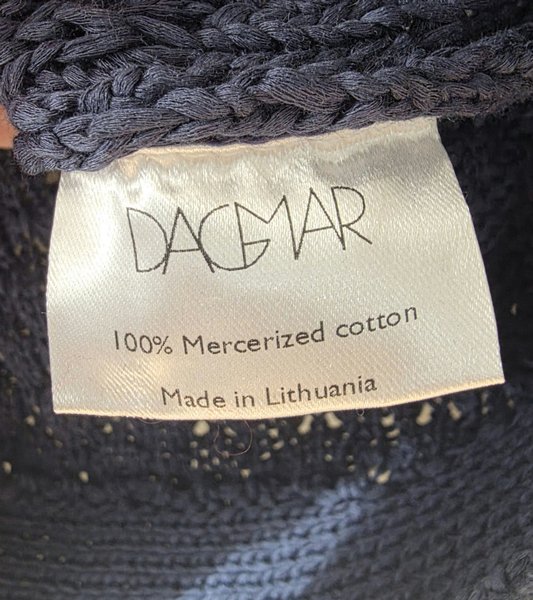 DAGMAR
100% Mercerized cotton
Made in Lithuania